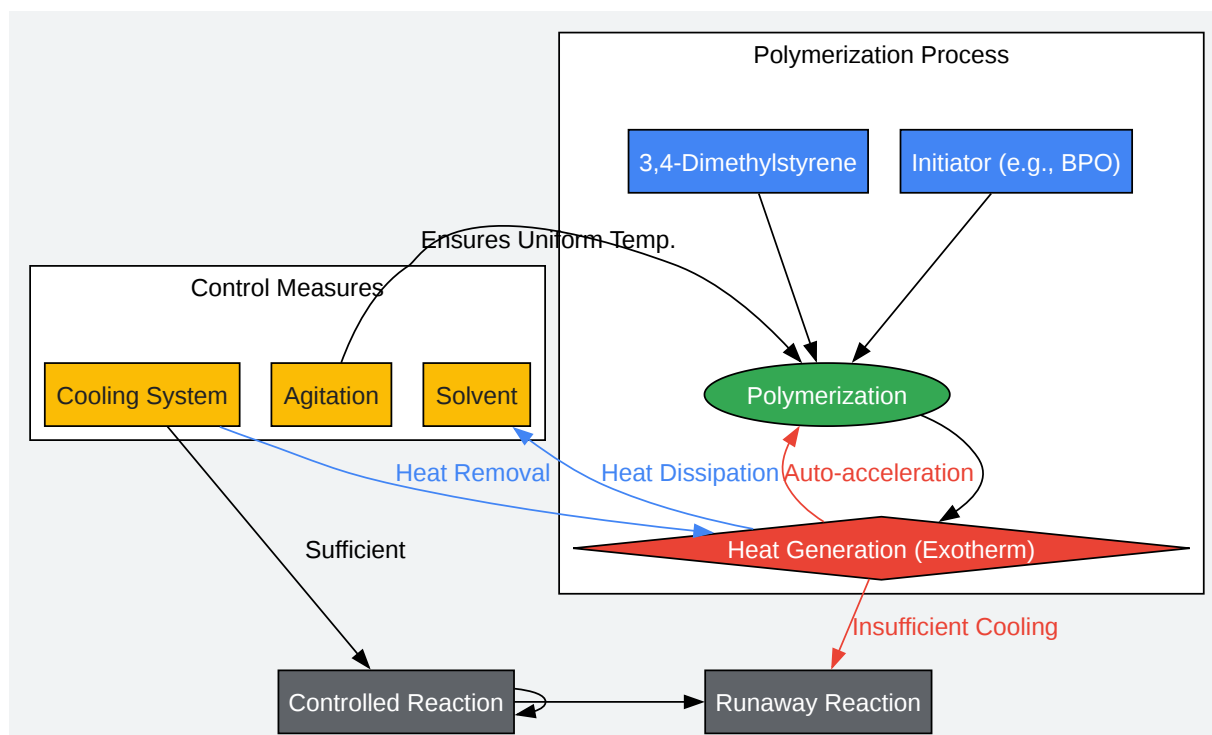 Polymerization Process
3,4-Dimethylstyrene
Initiator (e.g., BPO)
Ensures Uniform Temp.
Control Measures
Cooling System
Agitation
Solvent
Polymerization
Heat Removal
Heat Dissipation
Auto-acceleration
Sufficient
Heat Generation (Exotherm)
Insufficient Cooling
Controlled Reaction
Runaway Reaction